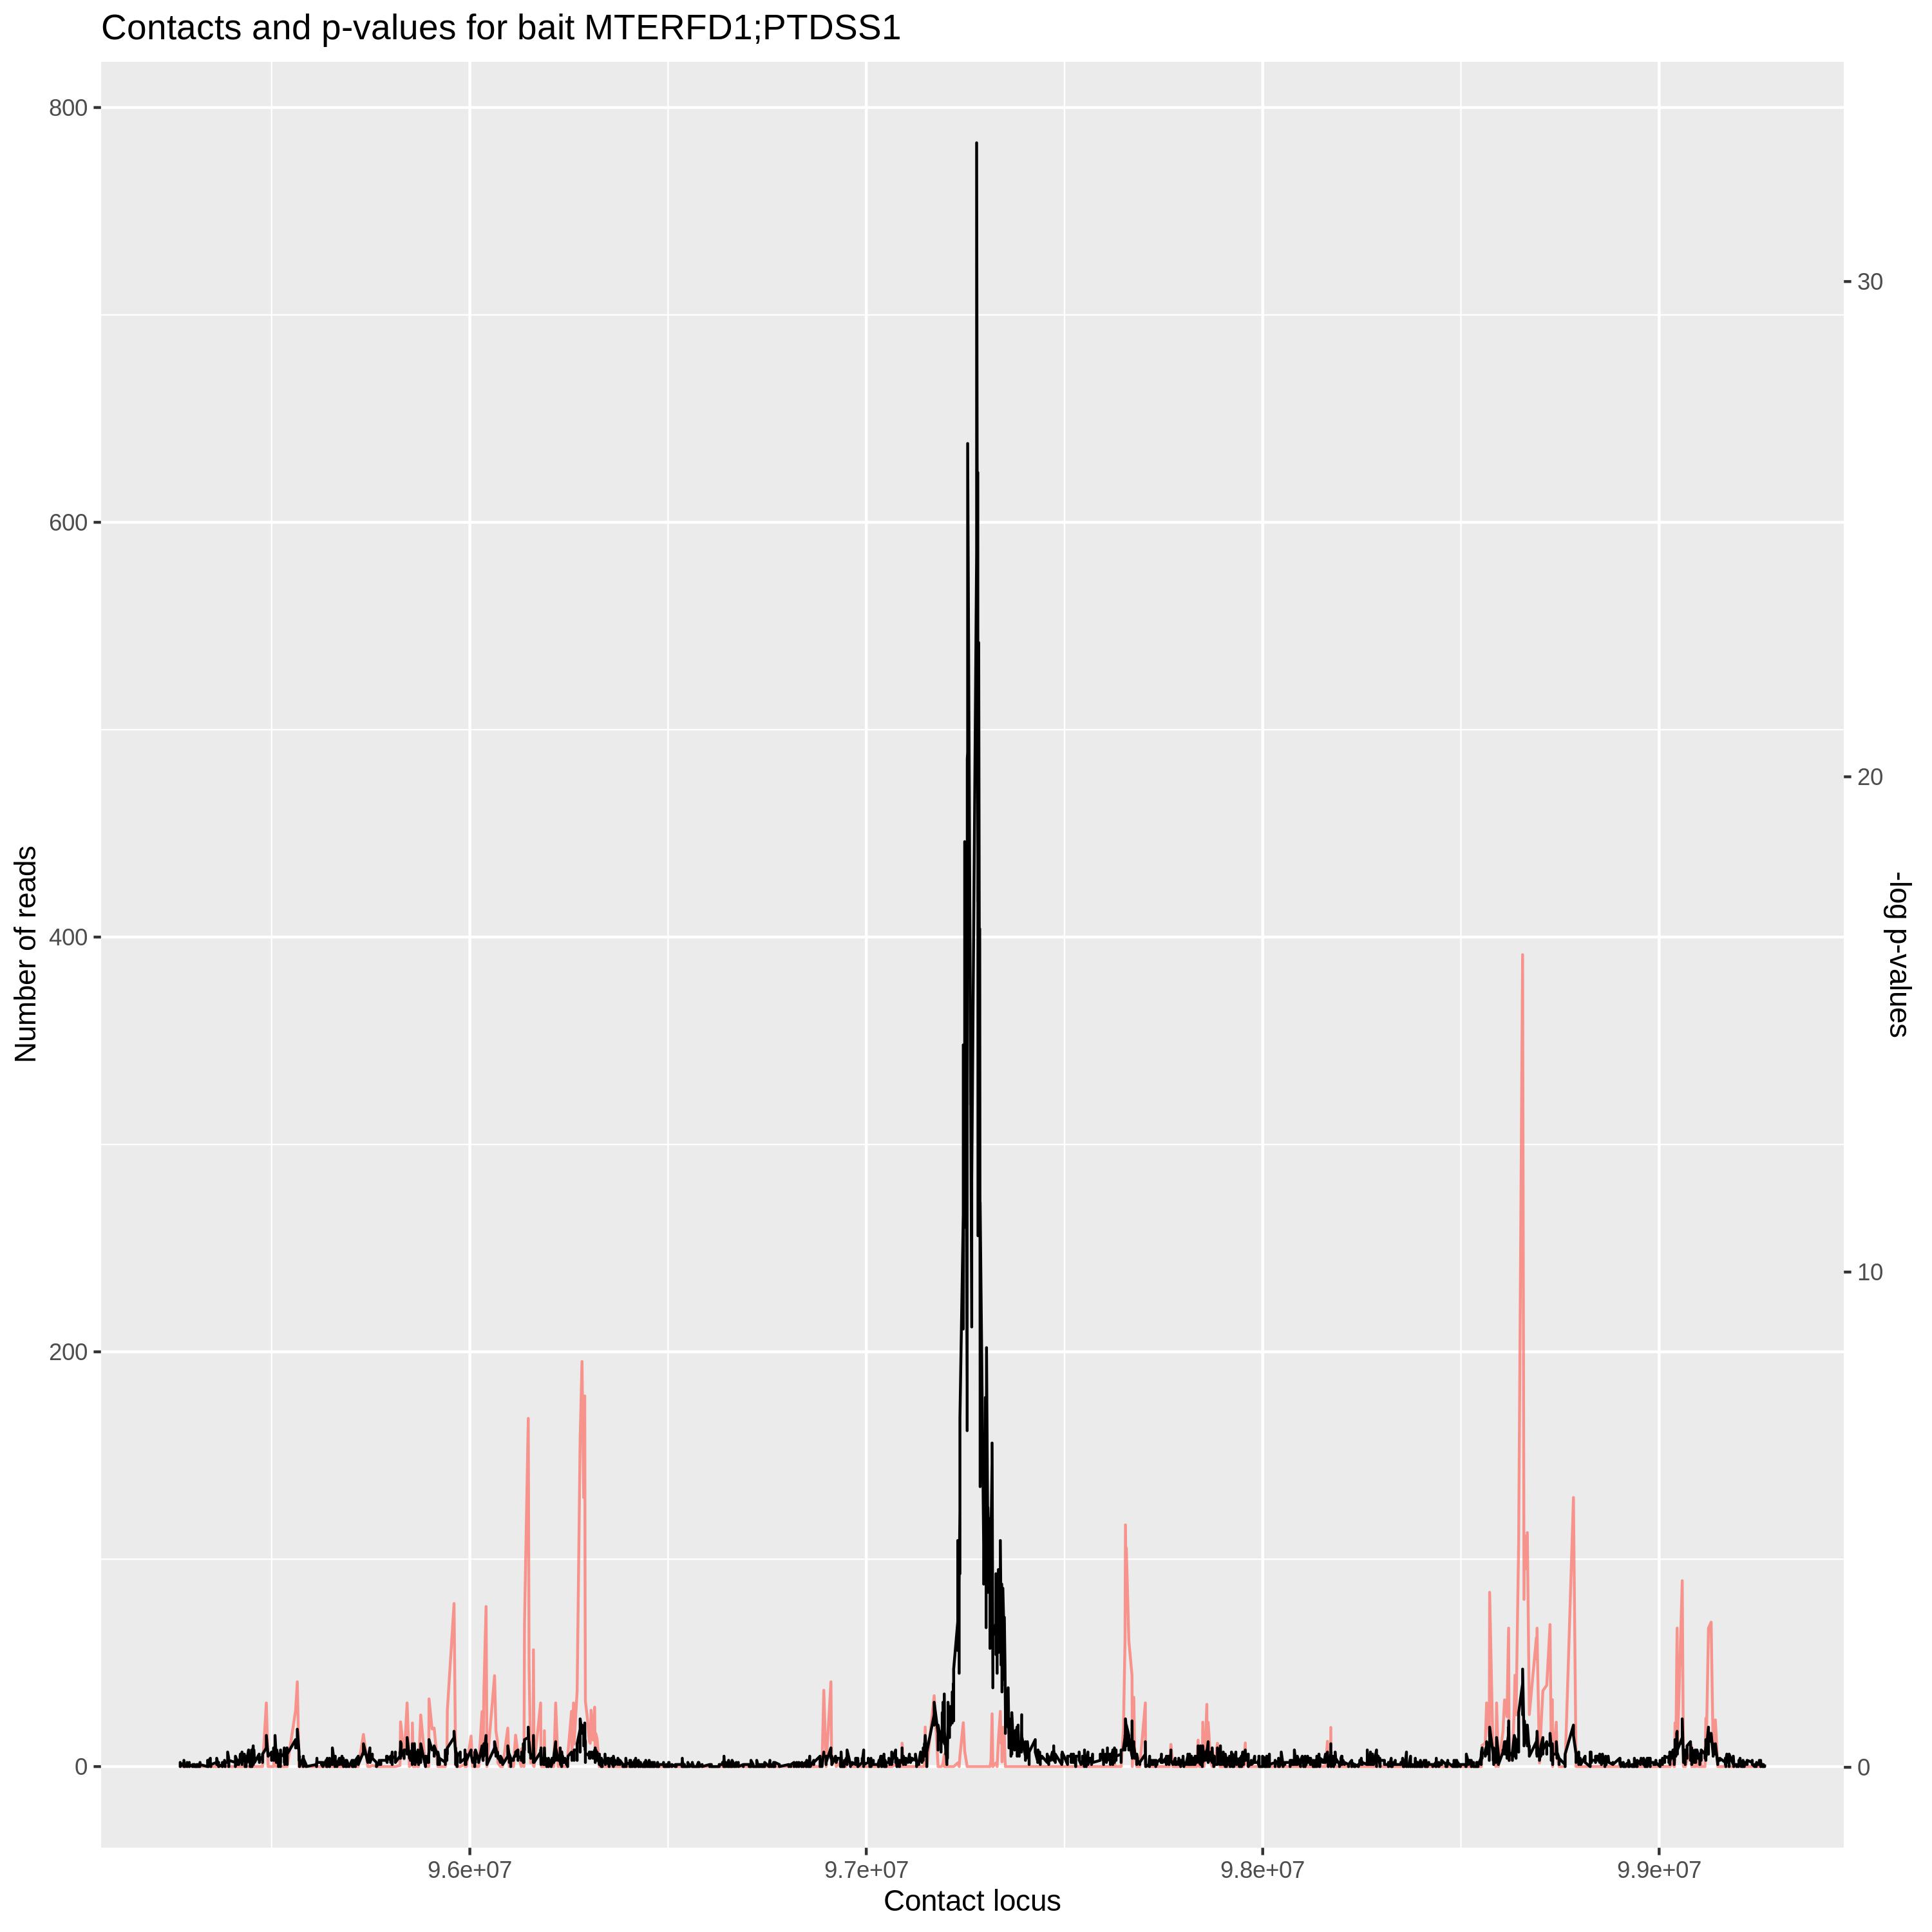 Contacts and p-values for bait MTERFD1;PTDSS1
800
600
400
200
0
Number of reads
30
20
10
0
-log p-values
9.6e+07
9.7e+07
9.8e+07
9.9e+07
Contact locus